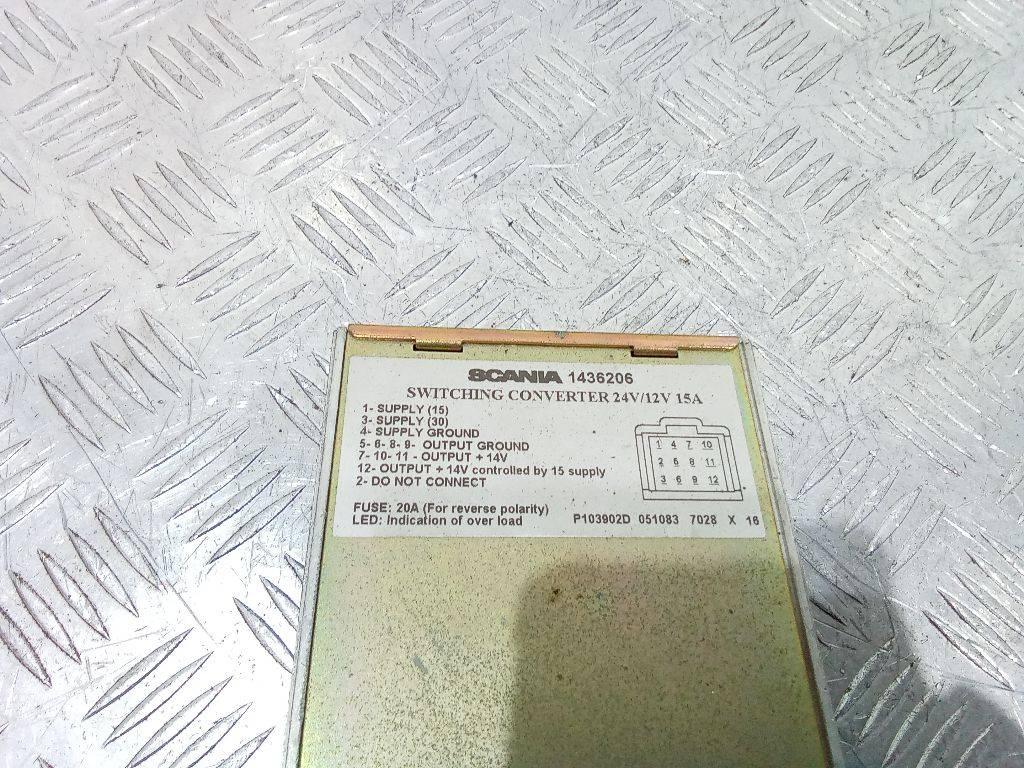 SCANIA 1436206
SWITCHING CONVERTER 24V/12V 15A
1- SUPPLY (15)
3- SUPPLY (30)
4- SUPPLY GROUND
5- 6- 8- 9- OUTPUT GROUND
7- 10- 11 - OUTPUT + 14V
12- OUTPUT + 14V controlled by 15 supply
2- DO NOT CONNECT
1 4 7 10
2 5 8 11
3 6 9 12
FUSE: 20A (For reverse polarity)
LED: Indication of over load
P103902D 051083 7028 X 16